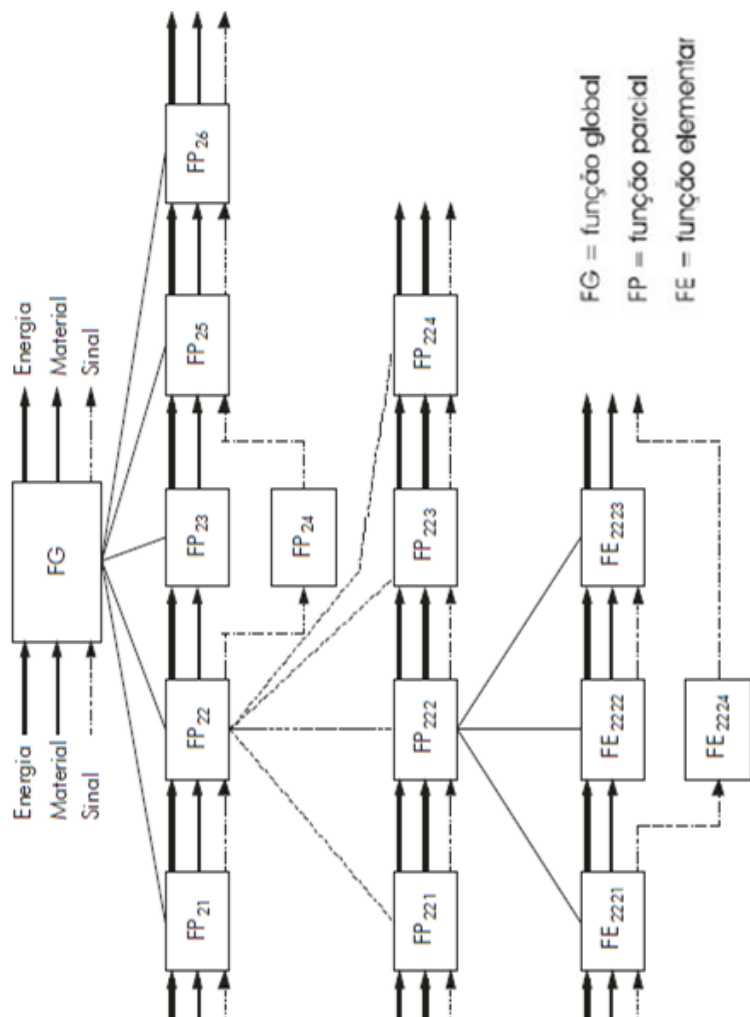 Energia
Material
Sinal
FG
Energia
Material
Sinal
FP21
FP22
FP23
FP25
FP26
FP24
FP221
FP222
FP223
FP224
FE2221
FE2222
FE2223
FE2224
FG = função global
FP = função parcial
FE = função elementar